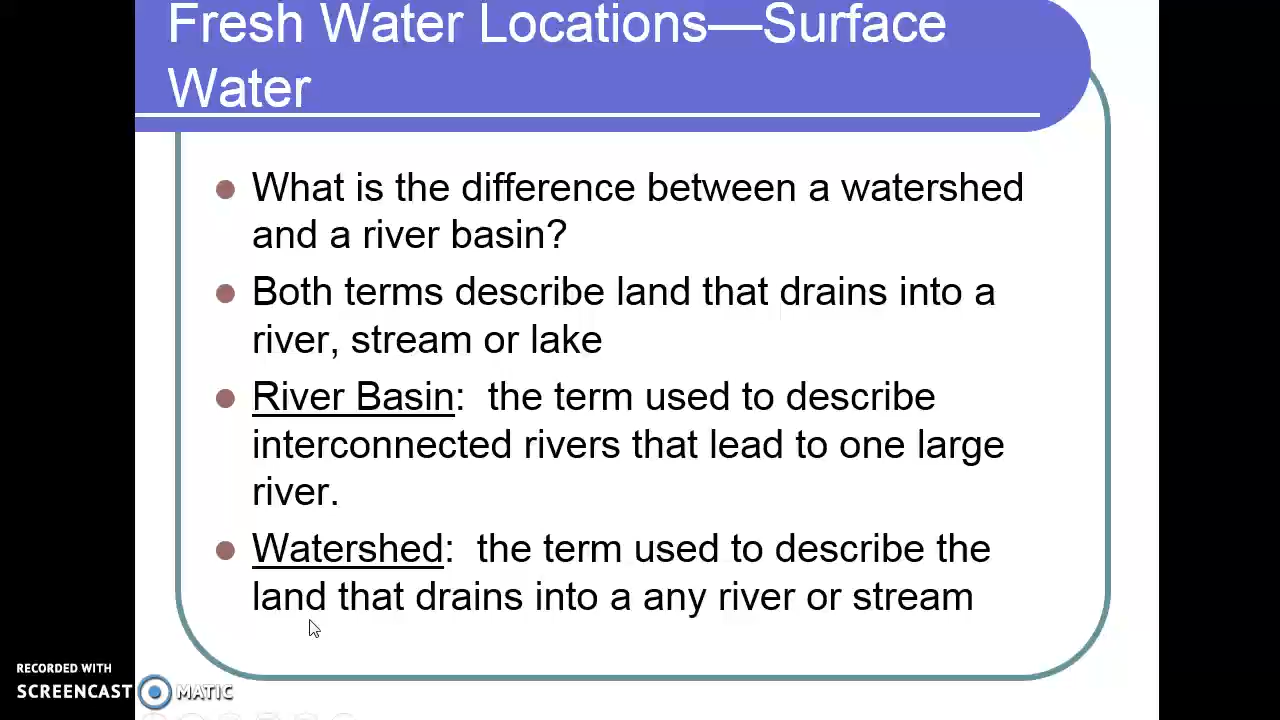 Fresh Water Locations—Surface
Water
What is the difference between a watershed
and a river basin?
Both terms describe land that drains into a
river, stream or lake
River Basin:  the term used to describe
interconnected rivers that lead to one large
river.
Watershed:  the term used to describe the
land that drains into a any river or stream
RECORDED WITH
SCREENCAST MATIC